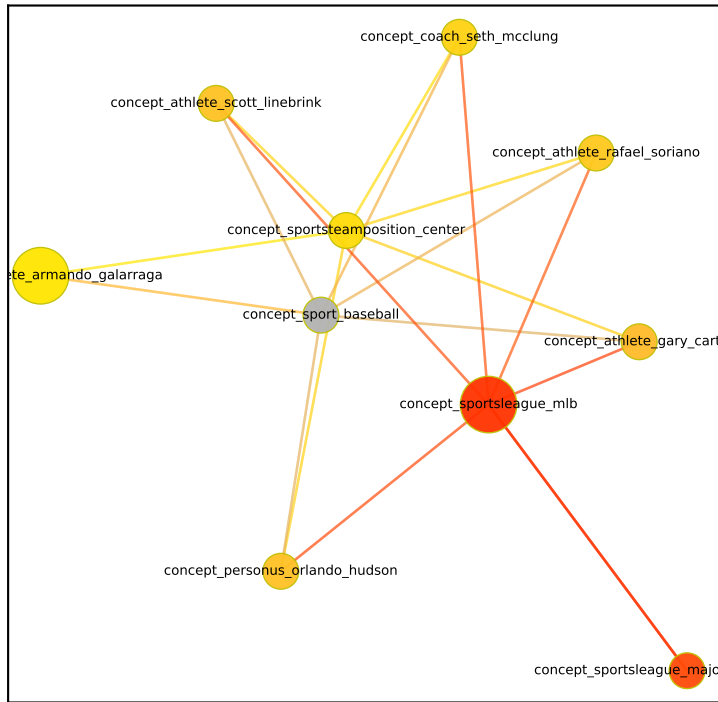 concept_coach_seth_mcclung
concept_athlete_scott_linebrink
concept_athlete_rafael_soriano
concept_sportsteamposition_center
ete_armando_galarraga
concept_sport_baseball
concept_athlete_gary_cart
concept_sportsleague_mlb
concept_personus_orlando_hudson
concept_sportsleague_majo